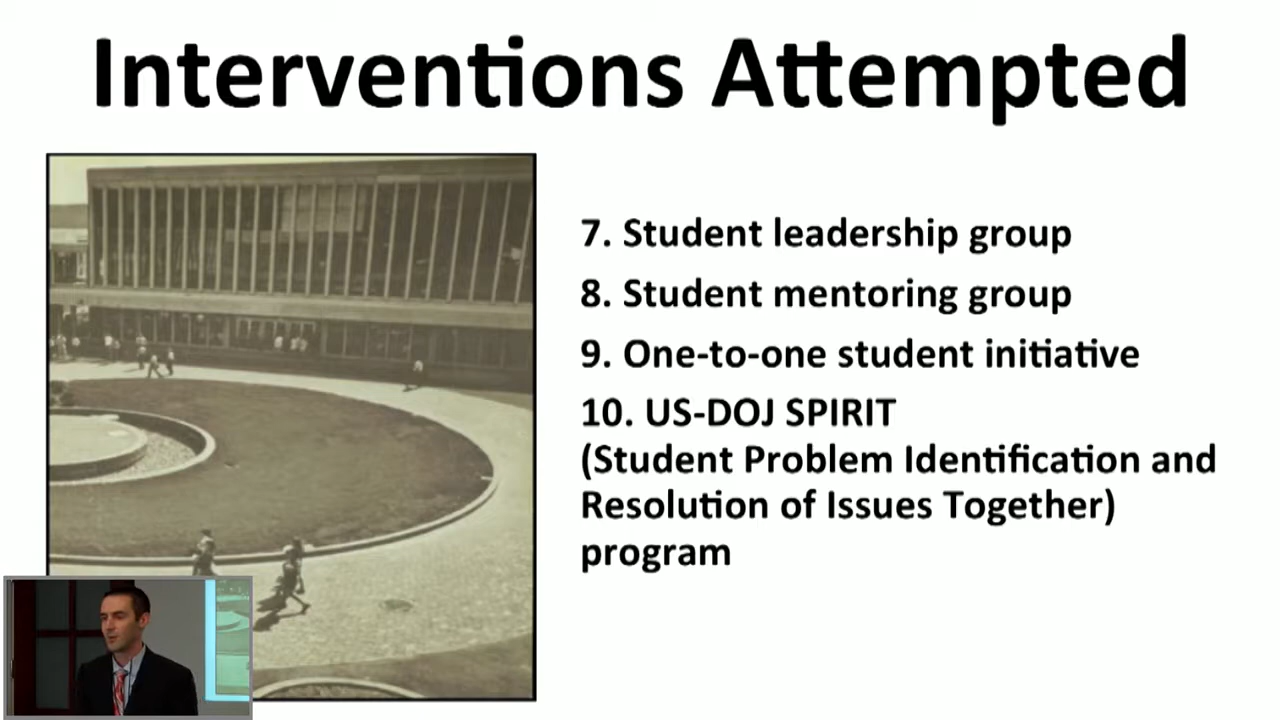 Interventions Attempted
7. Student leadership group
8. Student mentoring group
9. One-to-one student initiative
10. US-DOJ SPIRIT
(Student Problem Identification and
Resolution of Issues Together)
program